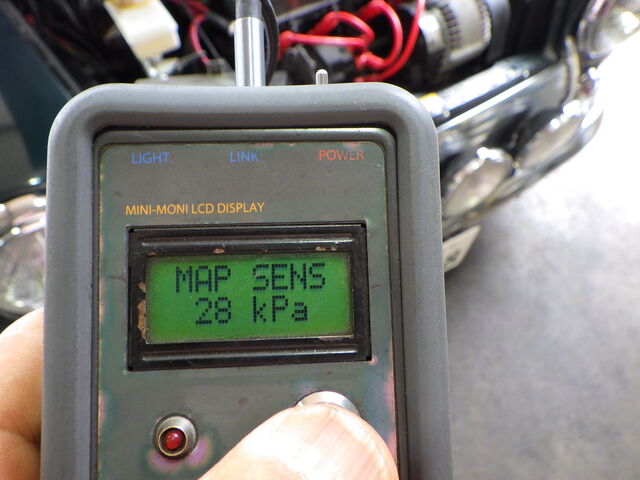 LIGHT LINK POWER
MINI-MONI LCD DISPLAY
MAP SENS
28 kPa